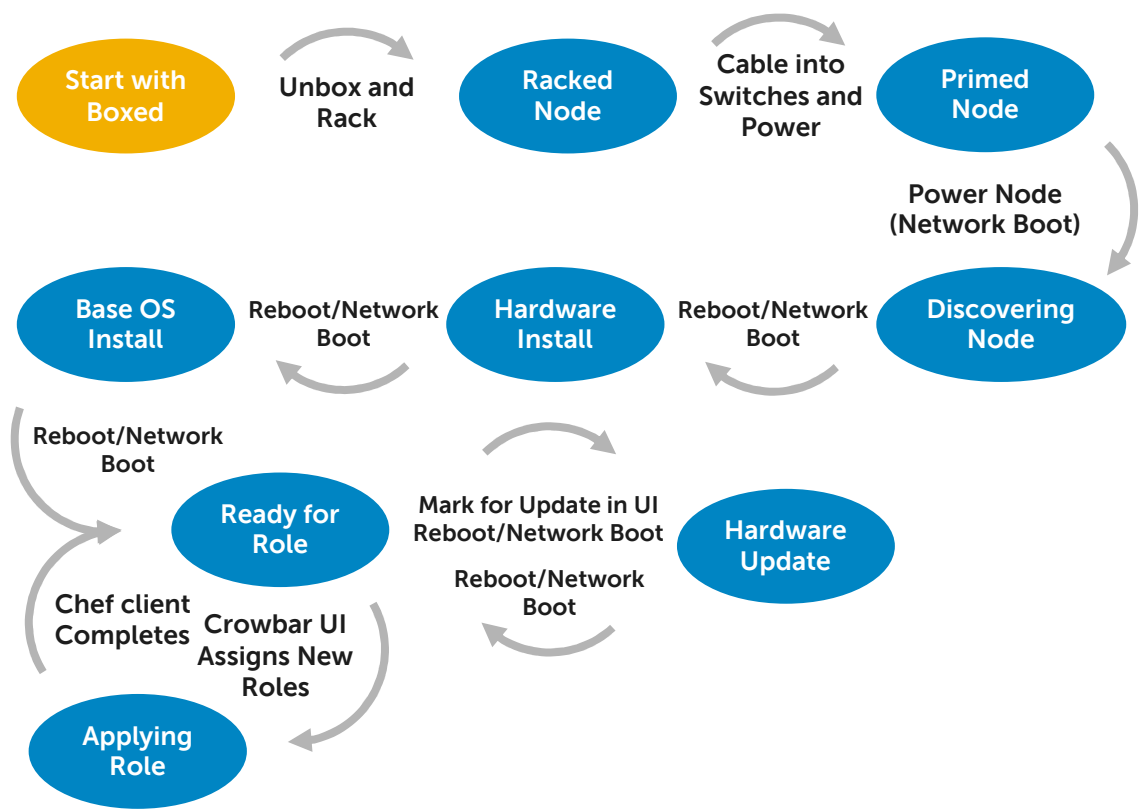 Start with
Boxed
Unbox and
Rack
Racked
Node
Cable into
Switches and
Power
Primed
Node
Power Node
(Network Boot)
Base OS
Install
Reboot/Network
Boot
Hardware
Install
Reboot/Network
Boot
Discovering
Node
Reboot/Network
Boot
Ready for
Role
Mark for Update in UI
Reboot/Network Boot
Hardware
Update
Reboot/Network
Boot
Chef client
Completes
Crowbar UI
Assigns New
Roles
Applying
Role